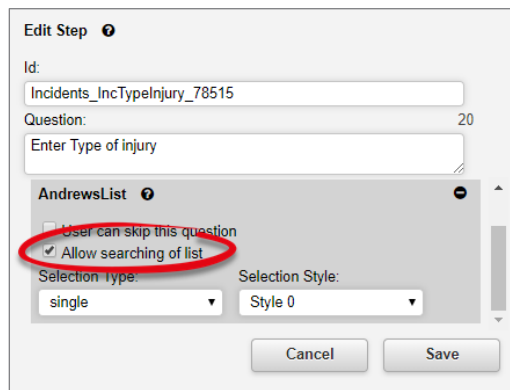 Edit Step ?
Id:
Incidents_IncTypeInjury_78515
Question: 20
Enter Type of injury
AndrewsList ?
User can skip this question
Allow searching of list
Selection Type: Selection Style:
single Style 0
Cancel Save